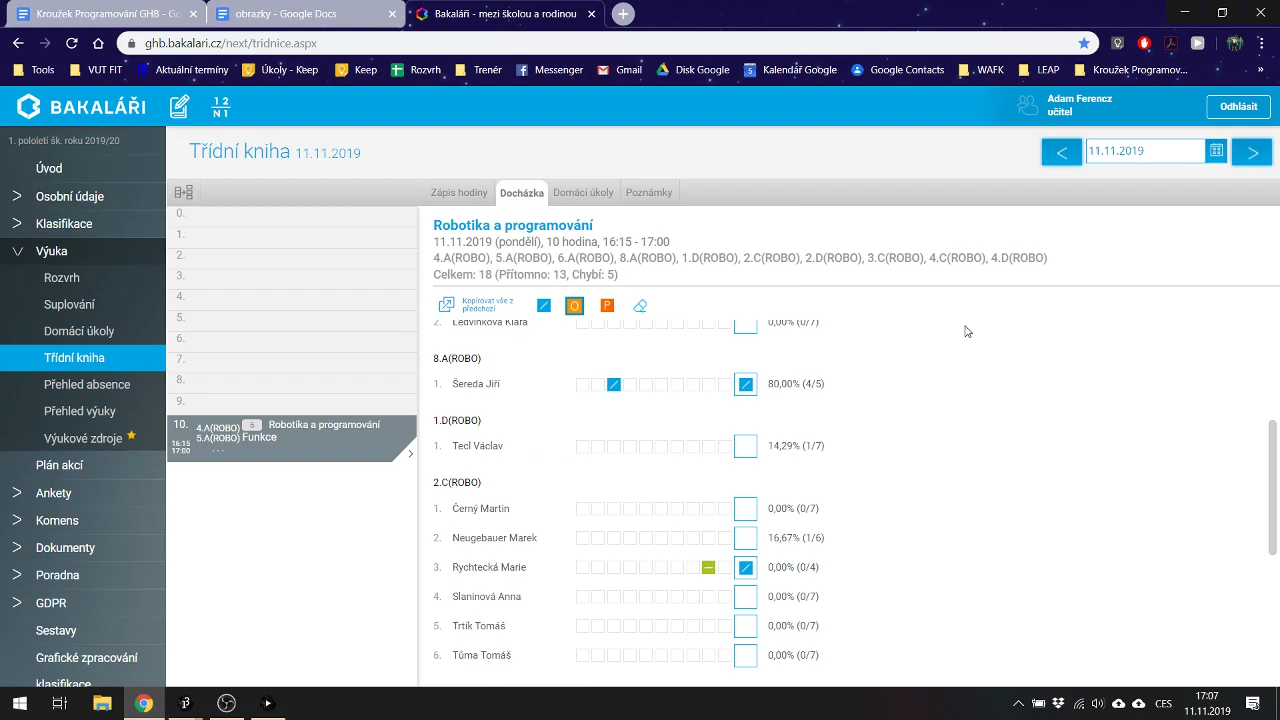 Kroužek Programování GHB - Go
obrazky - Google Docs
Bakaláři - mezi školou a rodinou
ghb.bakalari.cz/next/tridnice.aspx
Tools
VUT FIT
Aktuální termíny
Úkoly - Keep
Keep
Rozvrh
Trenér
Messenger
Gmail
Disk Google
Kalendář Google
Google Contacts
WAFK
LEAP
Kroužek Programov...
»
BAKALÁŘI
12
N1
Adam Ferencz
učitel
Odhlásit
1. pololetí šk. roku 2019/20
Třídní kniha 11.11.2019
<
11.11.2019
>
Úvod
Osobní údaje
Klasifikace
Výuka
Rozvrh
Suplování
Domácí úkoly
Třídní kniha
Přehled absence
Přehled výuky
Výukové zdroje
Plán akcí
Ankety
Komens
Dokumenty
Poradna
GDPR
Sestavy
Grafické zpracování
klasifikace
0.
1.
2.
3.
4.
5.
6.
7.
8.
9.
10. 4.A(ROBO) 6 Robotika a programování
16:15 5.A(ROBO) Funkce
17:00 ...
Zápis hodiny
Docházka
Domácí úkoly
Poznámky
Robotika a programování
11.11.2019 (pondělí), 10 hodina, 16:15 - 17:00
4.A(ROBO), 5.A(ROBO), 6.A(ROBO), 8.A(ROBO), 1.D(ROBO), 2.C(ROBO), 2.D(ROBO), 3.C(ROBO), 4.C(ROBO), 4.D(ROBO)
Celkem: 18 (Přítomno: 13, Chybí: 5)
Kopírovat vše z
předchozí
O
P
2. Ledvinková Klára 0,00% (0/7)
8.A(ROBO)
1. Šereda Jiří 80,00% (4/5)
1.D(ROBO)
1. Tecl Václav 14,29% (1/7)
2.C(ROBO)
1. Černý Martin 0,00% (0/7)
2. Neugebauer Marek 16,67% (1/6)
3. Rychtecká Marie 0,00% (0/4)
4. Slaninová Anna 0,00% (0/7)
5. Trtík Tomáš 0,00% (0/7)
6. Tůma Tomáš 0,00% (0/7)
CES
17:07
11.11.2019